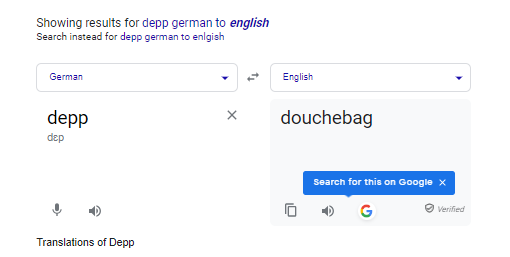 Showing results for depp german to english
Search instead for depp german to enlgish
German English
depp douchebag
dɛp
Search for this on Google ×
G Verified
Translations of Depp